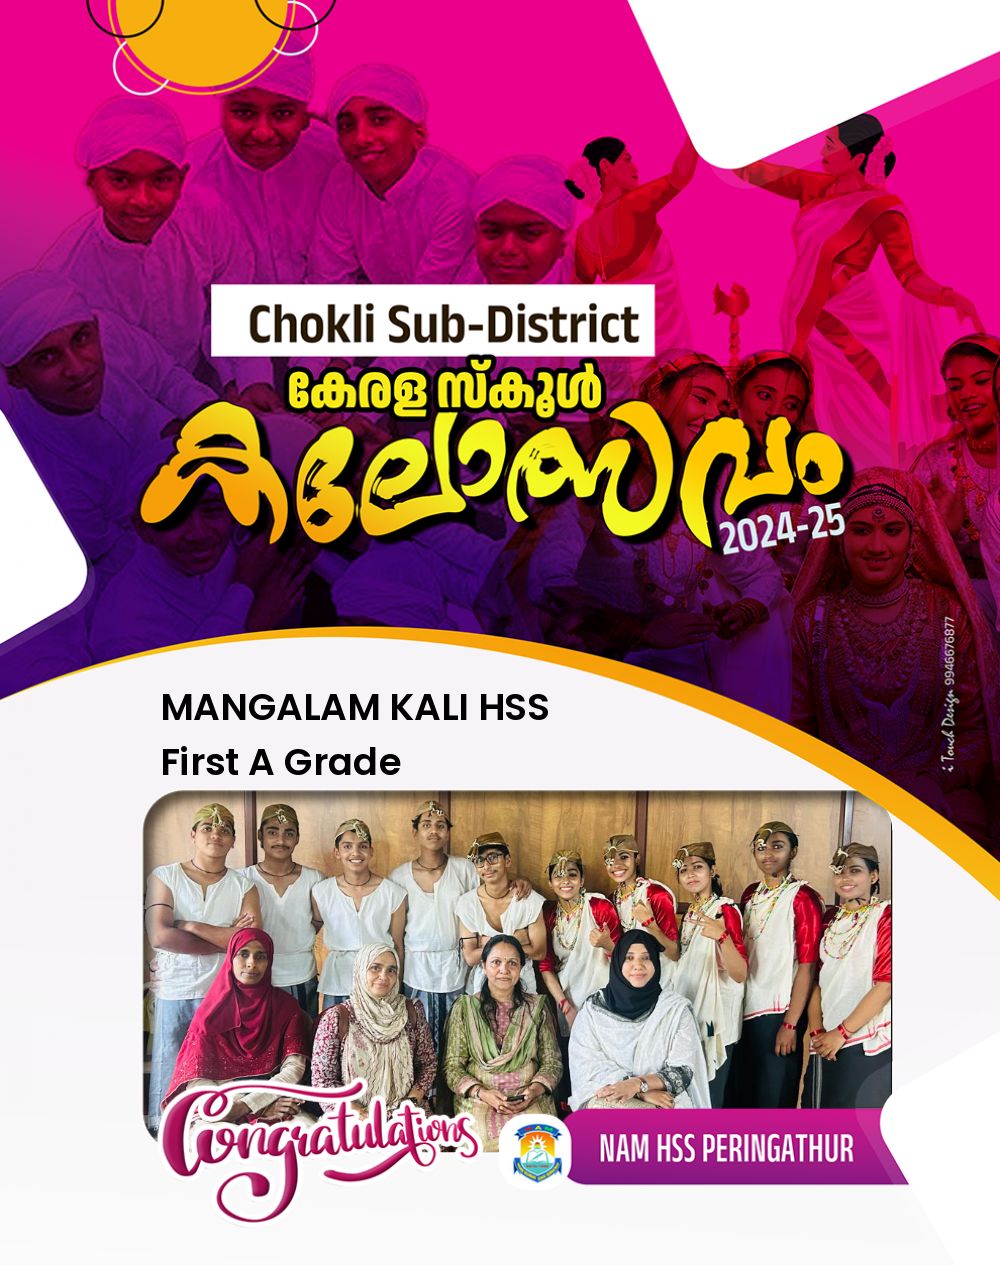 Chokli Sub-District
കേരള സ്കൂൾ
കലോത്സവം
2024-25
i Touch Design 9946676877
MANGALAM KALI HSS
First A Grade
Congratulations
NAM HSS PERINGATHUR